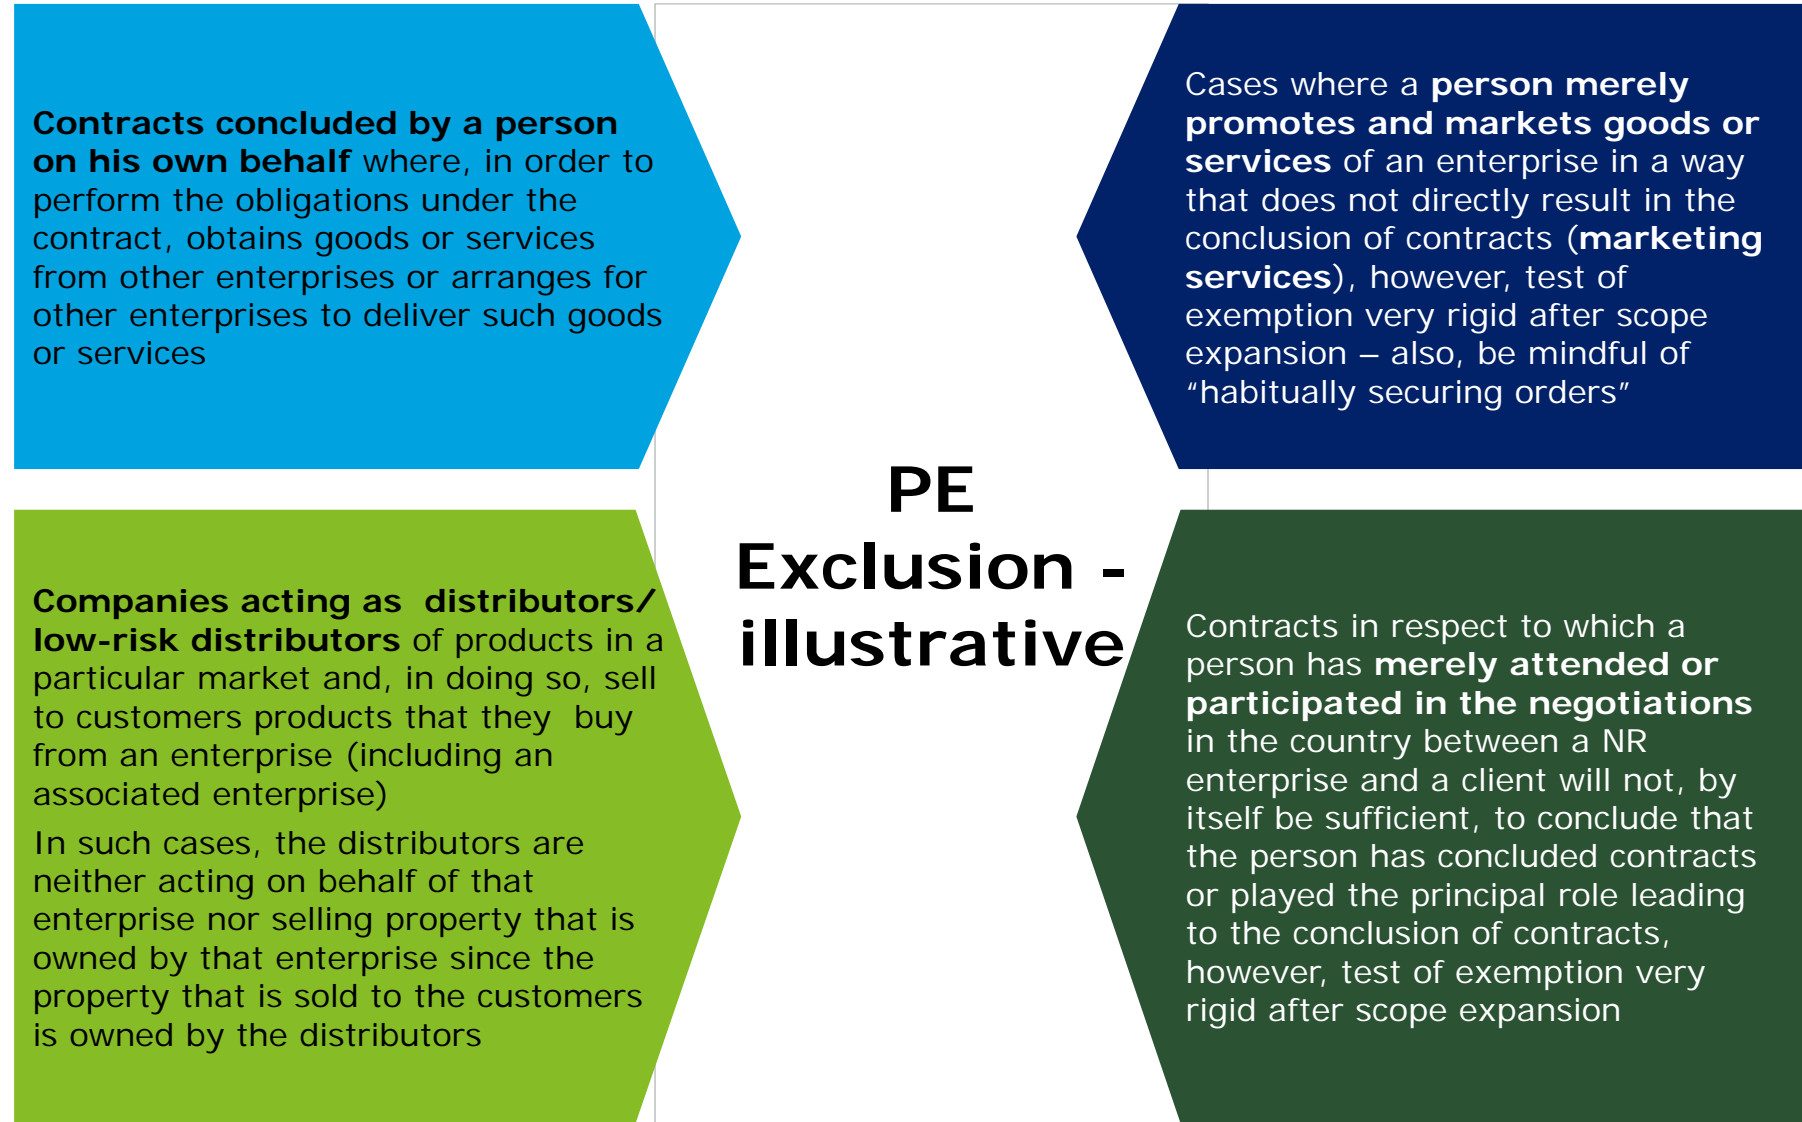 Contracts concluded by a person
on his own behalf where, in order to
perform the obligations under the
contract, obtains goods or services
from other enterprises or arranges for
other enterprises to deliver such goods
or services
Cases where a person merely
promotes and markets goods or
services of an enterprise in a way
that does not directly result in the
conclusion of contracts (marketing
services), however, test of
exemption very rigid after scope
expansion – also, be mindful of
“habitually securing orders”
PE
Exclusion -
illustrative
Companies acting as distributors/
low-risk distributors of products in a
particular market and, in doing so, sell
to customers products that they buy
from an enterprise (including an
associated enterprise)
In such cases, the distributors are
neither acting on behalf of that
enterprise nor selling property that is
owned by that enterprise since the
property that is sold to the customers
is owned by the distributors
Contracts in respect to which a
person has merely attended or
participated in the negotiations
in the country between a NR
enterprise and a client will not, by
itself be sufficient, to conclude that
the person has concluded contracts
or played the principal role leading
to the conclusion of contracts,
however, test of exemption very
rigid after scope expansion